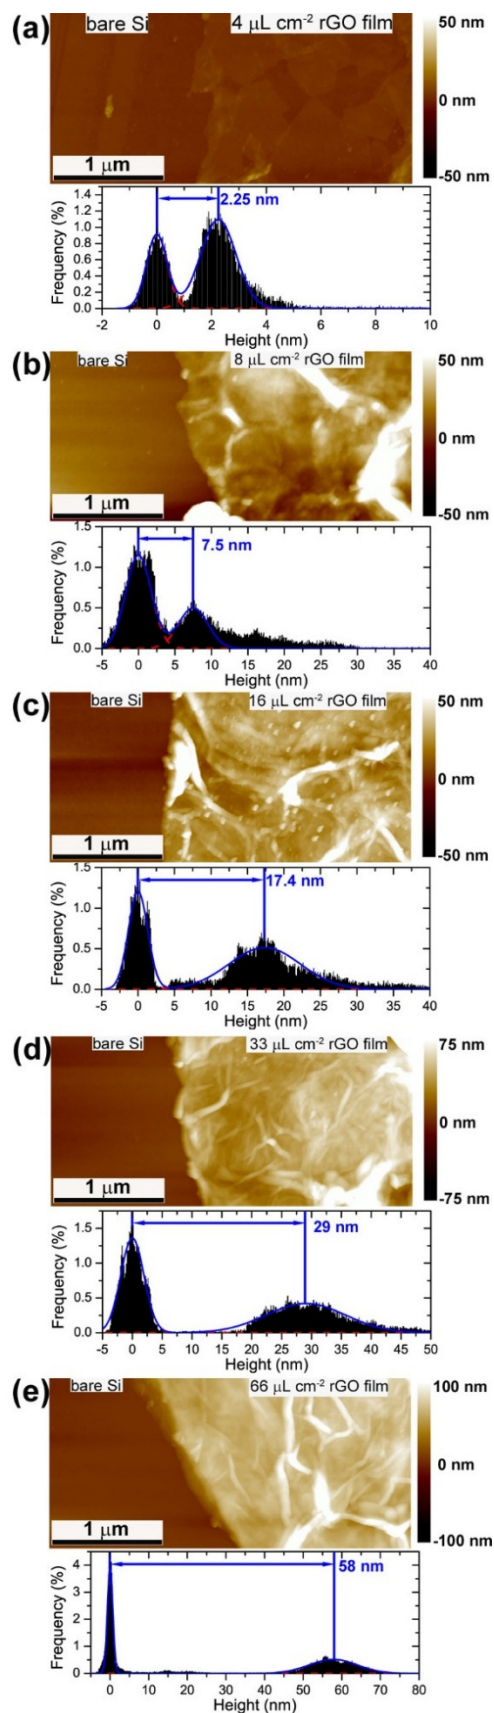 (a)
bare Si
4 μL cm⁻² rGO film
50 nm
0 nm
-50 nm
1 μm
2.25 nm
Frequency (%)
1.4
1.2
1.0
0.8
0.6
0.4
0.2
0.0
-2 0 2 4 6 8 10
Height (nm)
(b)
bare Si
8 μL cm⁻² rGO film
50 nm
0 nm
-50 nm
1 μm
7.5 nm
Frequency (%)
1.5
1.0
0.5
0.0
-5 0 5 10 15 20 25 30 35 40
Height (nm)
(c)
bare Si
16 μL cm⁻² rGO film
50 nm
0 nm
-50 nm
1 μm
17.4 nm
Frequency (%)
1.5
1.0
0.5
0.0
-5 0 5 10 15 20 25 30 35 40
Height (nm)
(d)
bare Si
33 μL cm⁻² rGO film
75 nm
0 nm
-75 nm
1 μm
29 nm
Frequency (%)
1.5
1.0
0.5
0.0
-5 0 5 10 15 20 25 30 35 40 45 50
Height (nm)
(e)
bare Si
66 μL cm⁻² rGO film
100 nm
0 nm
-100 nm
1 μm
58 nm
Frequency (%)
4
3
2
1
0
0 10 20 30 40 50 60 70 80
Height (nm)